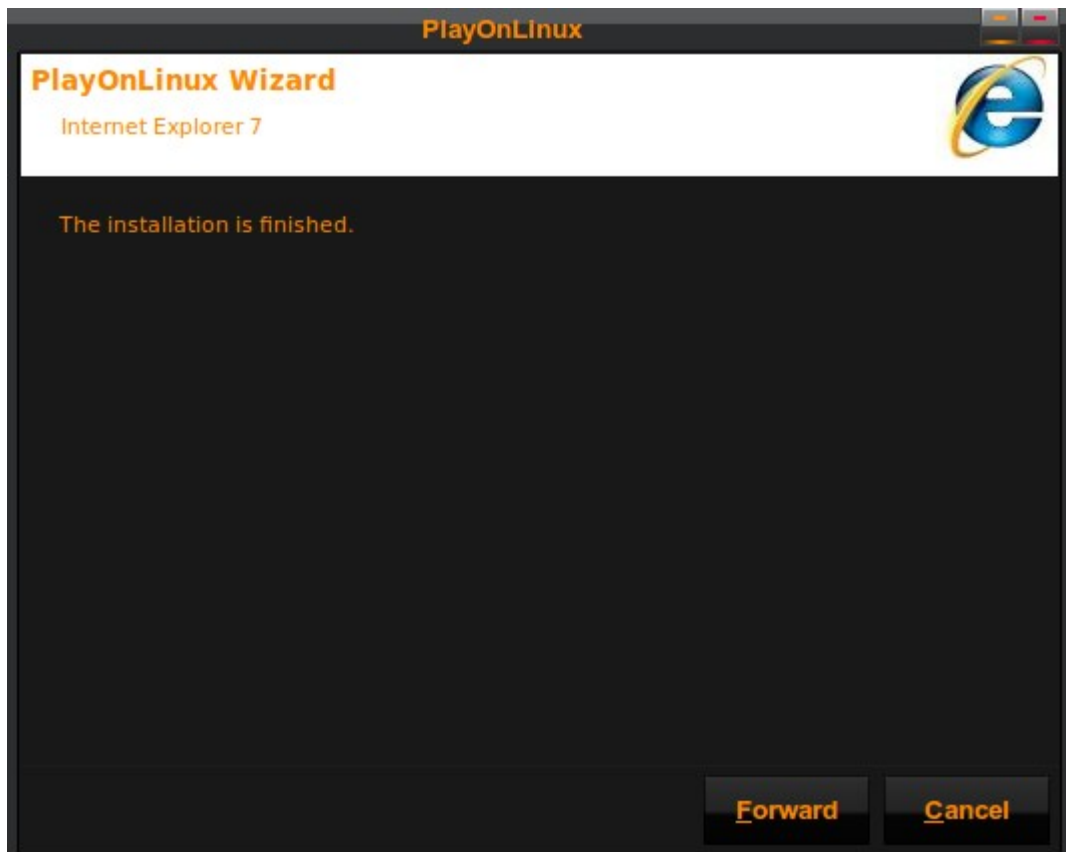 PlayOnLinux
PlayOnLinux Wizard
Internet Explorer 7
The installation is finished.
Forward
Cancel